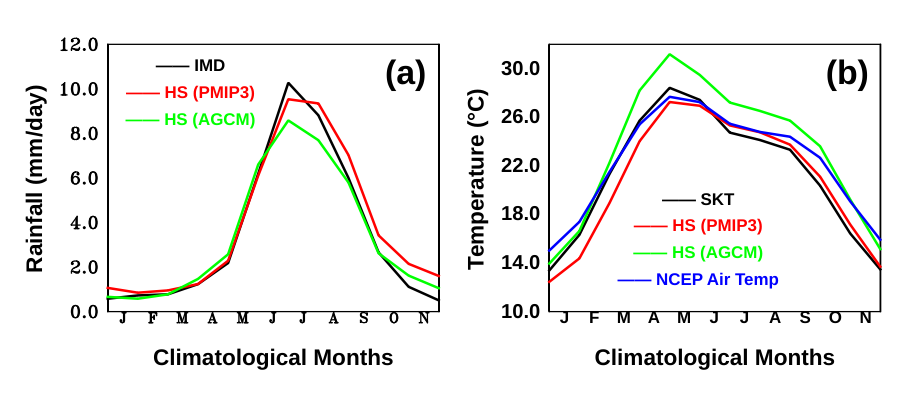 12.0
10.0
8.0
6.0
4.0
2.0
0.0
Rainfall (mm/day)
IMD
HS (PMIP3)
HS (AGCM)
(a)
J F M A M J J A S O N
Climatological Months
30.0
26.0
22.0
18.0
14.0
10.0
Temperature (°C)
(b)
SKT
HS (PMIP3)
HS (AGCM)
NCEP Air Temp
J F M A M J J A S O N
Climatological Months